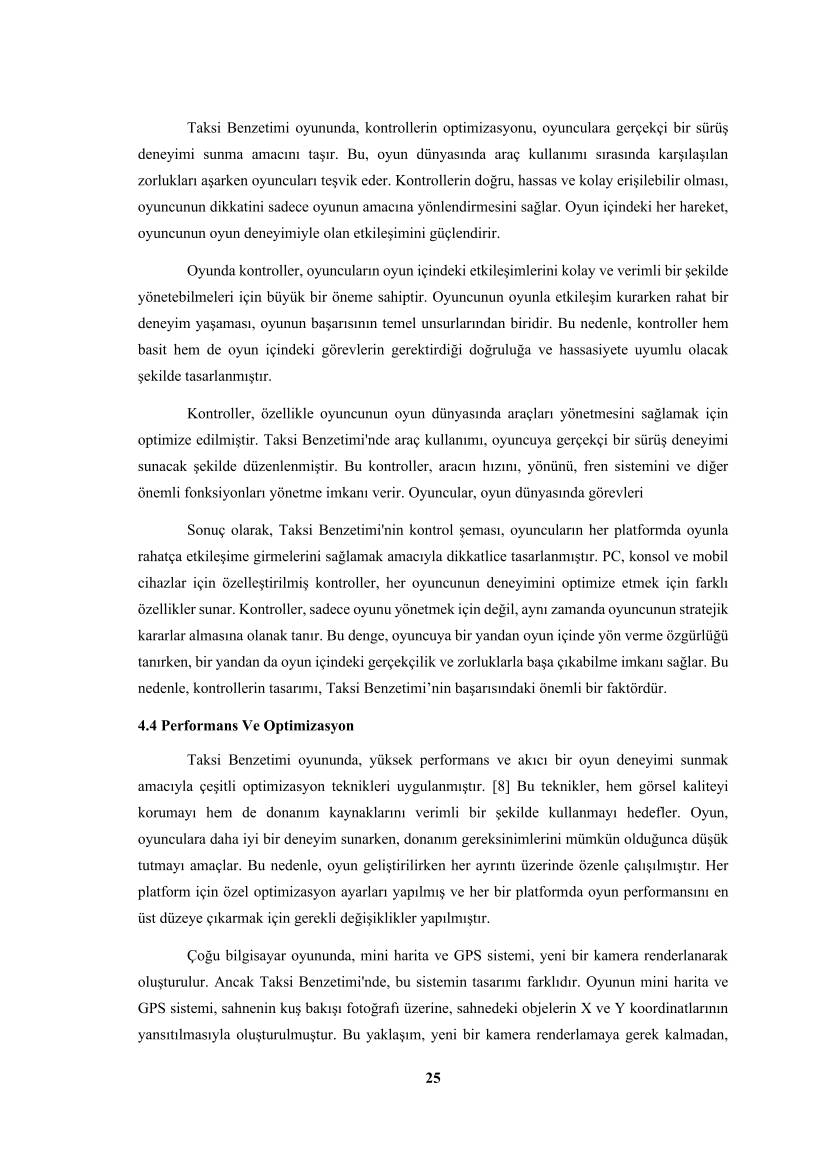 Taksi Benzetimi oyununda, kontrollerin optimizasyonu, oyunculara gerçekçi bir sürüş
deneyimi sunma amacını taşır. Bu, oyun dünyasında araç kullanımı sırasında karşılaşılan
zorlukları aşarken oyuncuları teşvik eder. Kontrollerin doğru, hassas ve kolay erişilebilir olması,
oyuncunun dikkatini sadece oyunun amacına yönlendirmesini sağlar. Oyun içindeki her hareket,
oyuncunun oyun deneyimiyle olan etkileşimini güçlendirir.
Oyunda kontroller, oyuncuların oyun içindeki etkileşimlerini kolay ve verimli bir şekilde
yönetebilmeleri için büyük bir öneme sahiptir. Oyuncunun oyunla etkileşim kurarken rahat bir
deneyim yaşaması, oyunun başarısının temel unsurlarından biridir. Bu nedenle, kontroller hem
basit hem de oyun içindeki görevlerin gerektirdiği doğruluğa ve hassasiyete uyumlu olacak
şekilde tasarlanmıştır.
Kontroller, özellikle oyuncunun oyun dünyasında araçları yönetmesini sağlamak için
optimize edilmiştir. Taksi Benzetimi'nde araç kullanımı, oyuncuya gerçekçi bir sürüş deneyimi
sunacak şekilde düzenlenmiştir. Bu kontroller, aracın hızını, yönünü, fren sistemini ve diğer
önemli fonksiyonları yönetme imkanı verir. Oyuncular, oyun dünyasında görevleri
Sonuç olarak, Taksi Benzetimi'nin kontrol şeması, oyuncuların her platformda oyunla
rahatça etkileşime girmelerini sağlamak amacıyla dikkatlice tasarlanmıştır. PC, konsol ve mobil
cihazlar için özelleştirilmiş kontroller, her oyuncunun deneyimini optimize etmek için farklı
özellikler sunar. Kontroller, sadece oyunu yönetmek için değil, aynı zamanda oyuncunun stratejik
kararlar almasına olanak tanır. Bu denge, oyuncuya bir yandan oyun içinde yön verme özgürlüğü
tanırken, bir yandan da oyun içindeki gerçekçilik ve zorluklarla başa çıkabilme imkanı sağlar. Bu
nedenle, kontrollerin tasarımı, Taksi Benzetimi’nin başarısındaki önemli bir faktördür.
4.4 Performans Ve Optimizasyon
Taksi Benzetimi oyununda, yüksek performans ve akıcı bir oyun deneyimi sunmak
amacıyla çeşitli optimizasyon teknikleri uygulanmıştır. [8] Bu teknikler, hem görsel kaliteyi
korumayı hem de donanım kaynaklarını verimli bir şekilde kullanmayı hedefler. Oyun,
oyunculara daha iyi bir deneyim sunarken, donanım gereksinimlerini mümkün olduğunca düşük
tutmayı amaçlar. Bu nedenle, oyun geliştirilirken her ayrıntı üzerinde özenle çalışılmıştır. Her
platform için özel optimizasyon ayarları yapılmış ve her bir platformda oyun performansını en
üst düzeye çıkarmak için gerekli değişiklikler yapılmıştır.
Çoğu bilgisayar oyununda, mini harita ve GPS sistemi, yeni bir kamera renderlanarak
oluşturulur. Ancak Taksi Benzetimi'nde, bu sistemin tasarımı farklıdır. Oyunun mini harita ve
GPS sistemi, sahnenin kuş bakışı fotoğrafı üzerine, sahnedeki objelerin X ve Y koordinatlarının
yansıtılmasıyla oluşturulmuştur. Bu yaklaşım, yeni bir kamera renderlamaya gerek kalmadan,
25